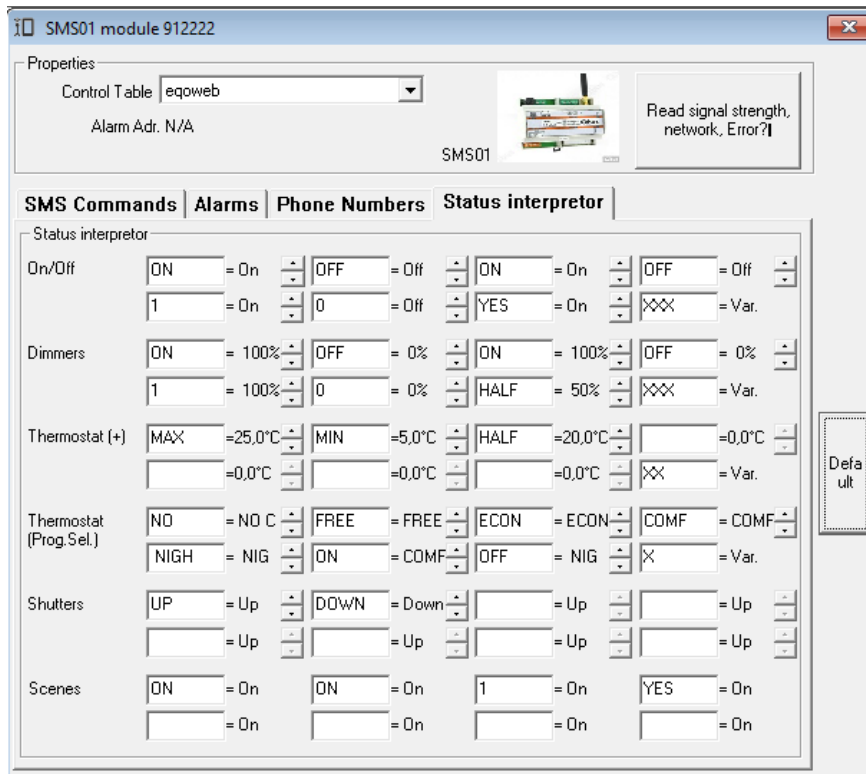 SMS01 module 912222
Properties
Control Table eqoweb
Alarm Adr. N/A
SMS01
Read signal strength,
network, Error?
SMS Commands Alarms Phone Numbers Status interpretor
Status interpretor
On/Off ON = On OFF = Off ON = On OFF = Off
1 = On 0 = Off YES = On XXX = Var.
Dimmers ON = 100% OFF = 0% ON = 100% OFF = 0%
1 = 100% 0 = 0% HALF = 50% XXX = Var.
Thermostat (+) MAX =25,0°C MIN =5,0°C HALF =20,0°C =0,0°C
=0,0°C =0,0°C =0,0°C XX = Var.
Thermostat
(Prog.Sel.)
NO = NO C FREE = FREE ECON = ECON COMF = COMF
NIGH = NIG ON = COMF OFF = NIG X = Var.
Shutters UP = Up DOWN = Down = Up = Up
= Up = Up = Up = Up
Scenes ON = On ON = On 1 = On YES = On
= On = On = On = On
Defa
ult